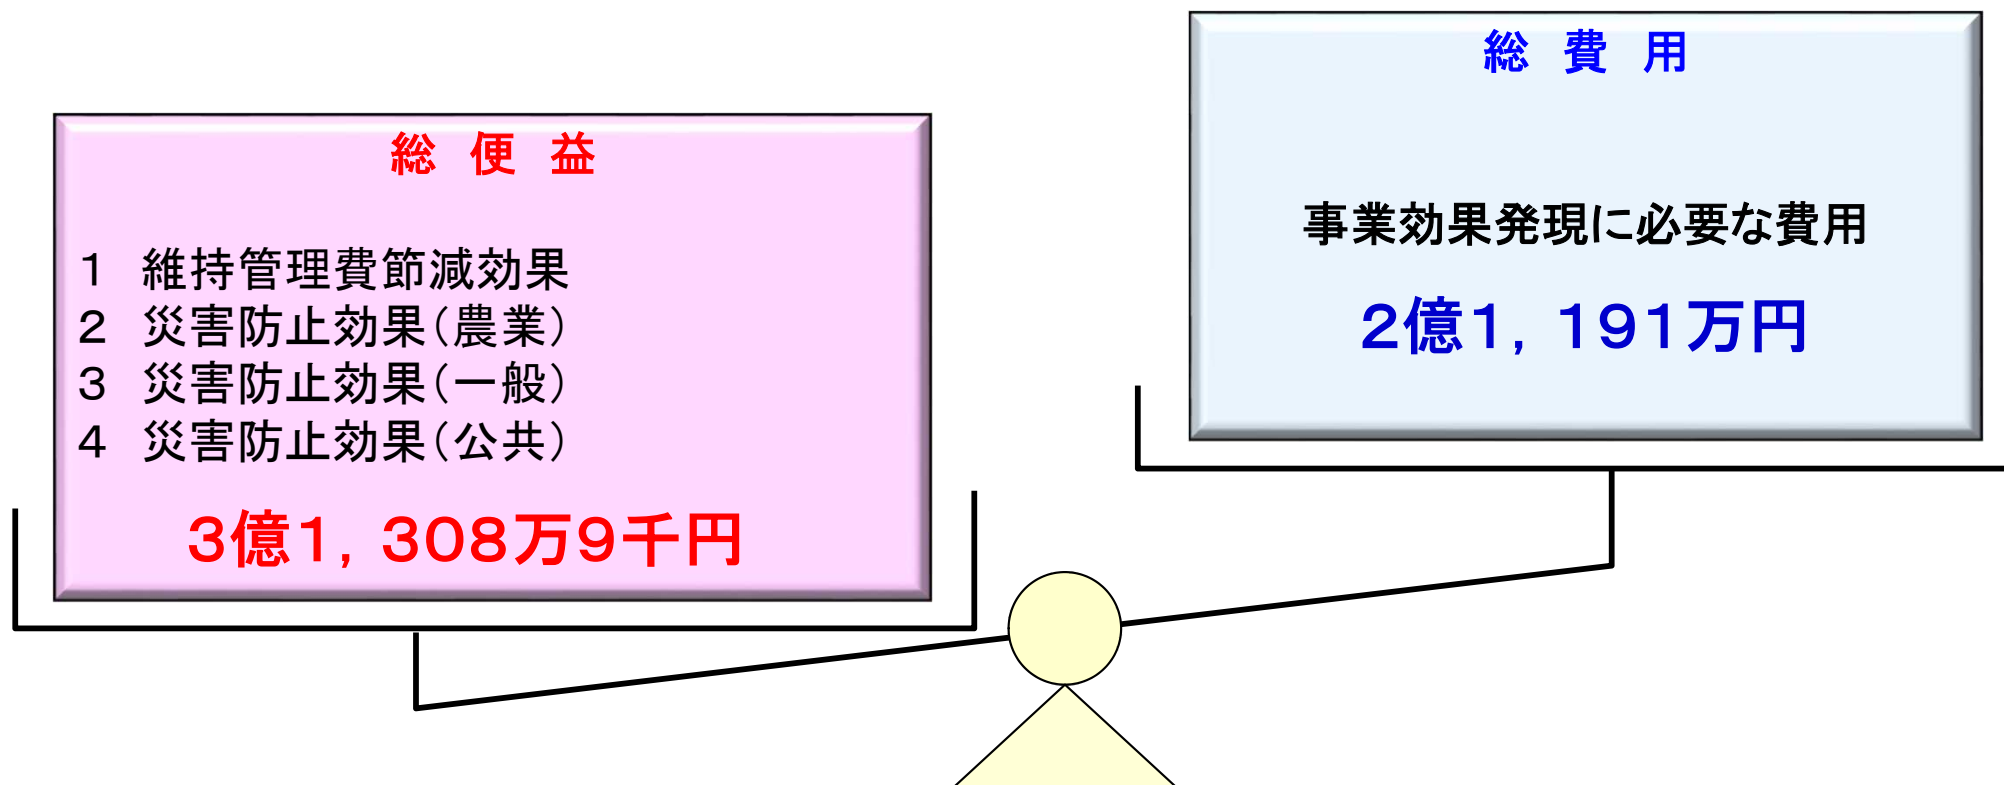 総　便　益
１　維持管理費節減効果
２　災害防止効果（農業）
３　災害防止効果（一般）
４　災害防止効果（公共）
３億１，３０８万９千円
総　費　用
事業効果発現に必要な費用
２億１，１９１万円